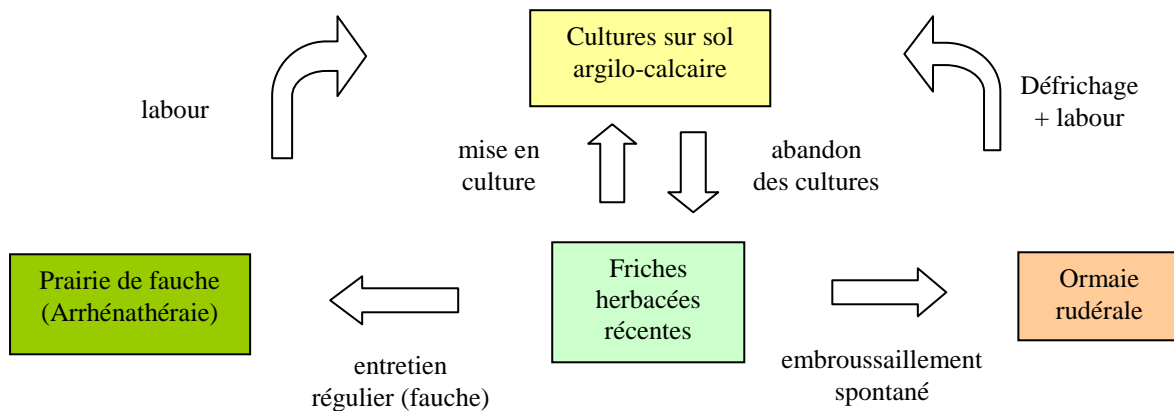 Cultures sur sol
argilo-calcaire
labour
Défrichage
+ labour
mise en
culture
abandon
des cultures
Prairie de fauche
(Arrhénathéraie)
Friches
herbacées
récentes
Ormaie
rudérale
entretien
régulier (fauche)
embroussaillement
spontané